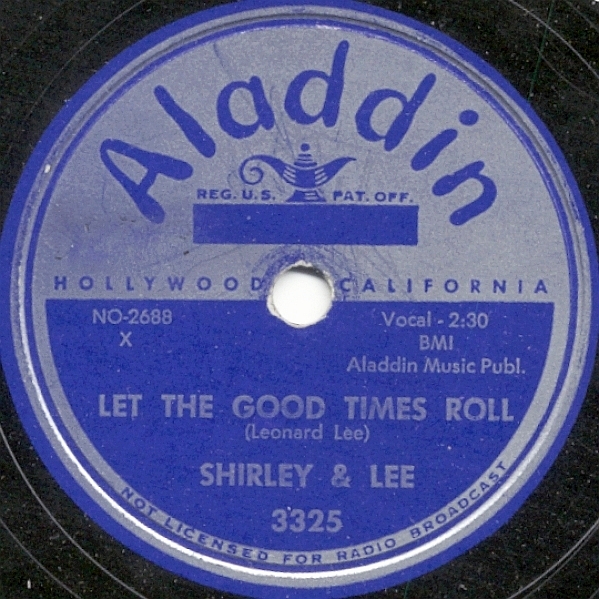 Aladdin
REG. U.S. PAT. OFF.
HOLLYWOOD CALIFORNIA
NO-2688
X
Vocal - 2:30
BMI
Aladdin Music Publ.
LET THE GOOD TIMES ROLL
(Leonard Lee)
SHIRLEY & LEE
3325
NOT LICENSED FOR RADIO BROADCAST